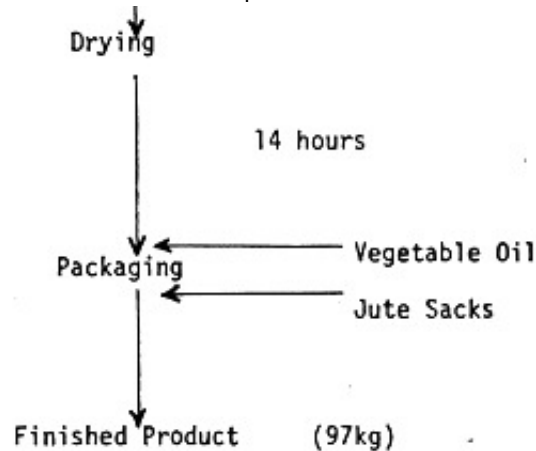 Drying
14 hours
Vegetable Oil
Packaging
Jute Sacks
Finished Product (97kg)